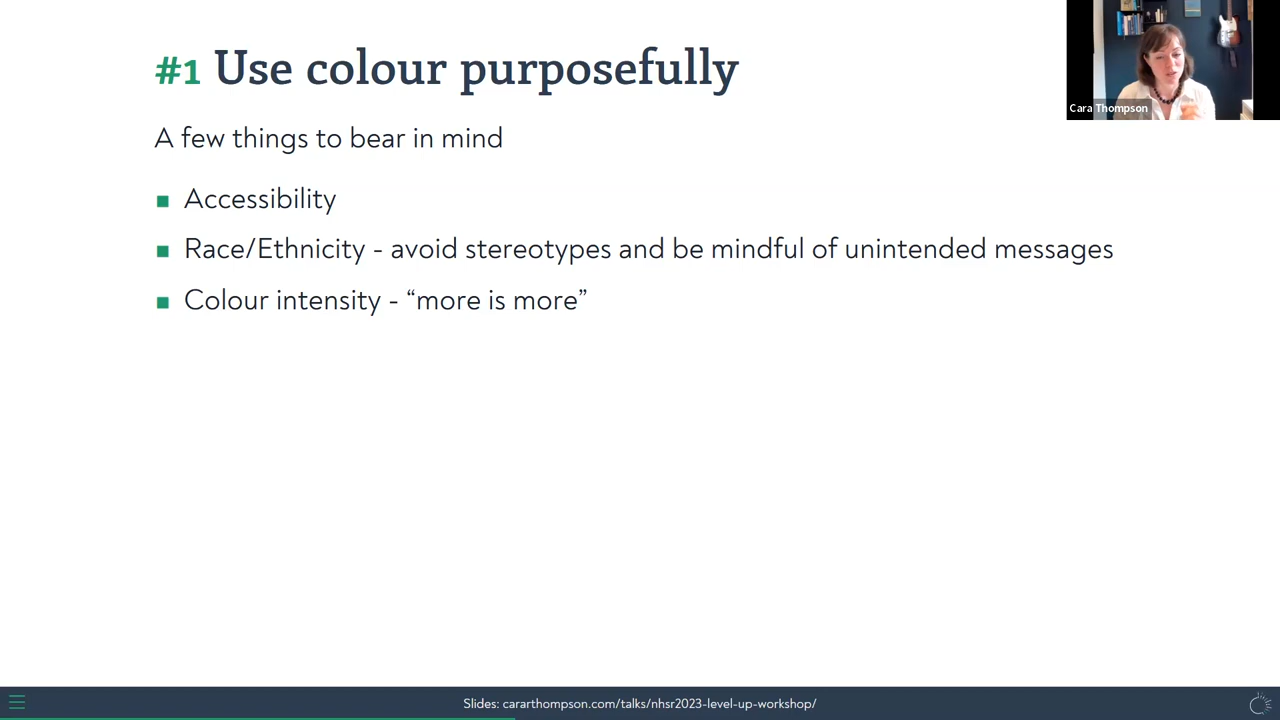 #1 Use colour purposefully
Cara Thompson
A few things to bear in mind
Accessibility
Race/Ethnicity - avoid stereotypes and be mindful of unintended messages
Colour intensity - “more is more”
Slides: cararthompson.com/talks/nhsr2023-level-up-workshop/